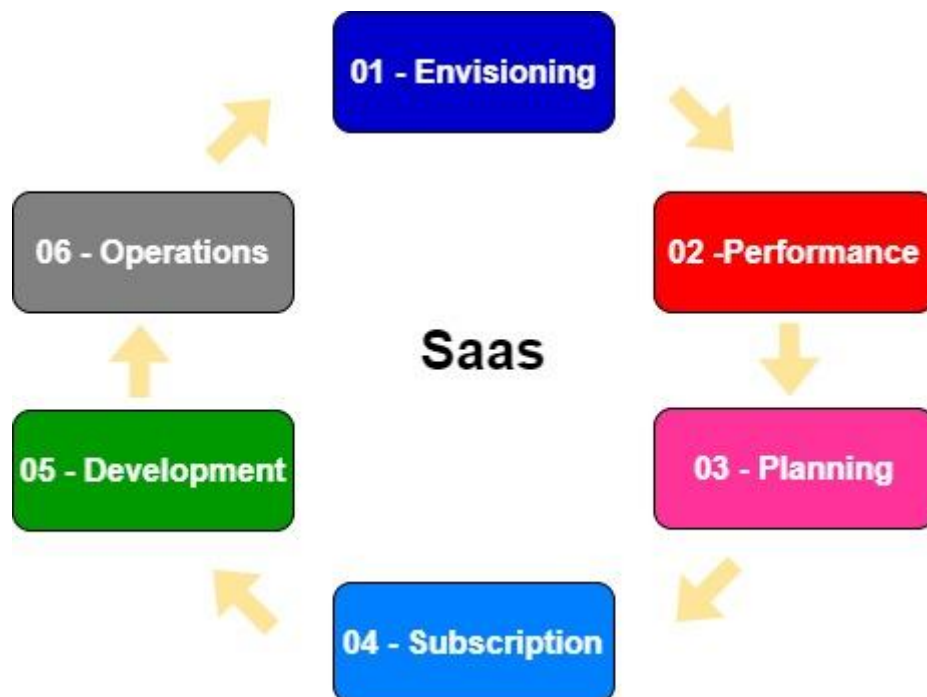 01 - Envisioning
02 -Performance
03 - Planning
04 - Subscription
05 - Development
06 - Operations
Saas